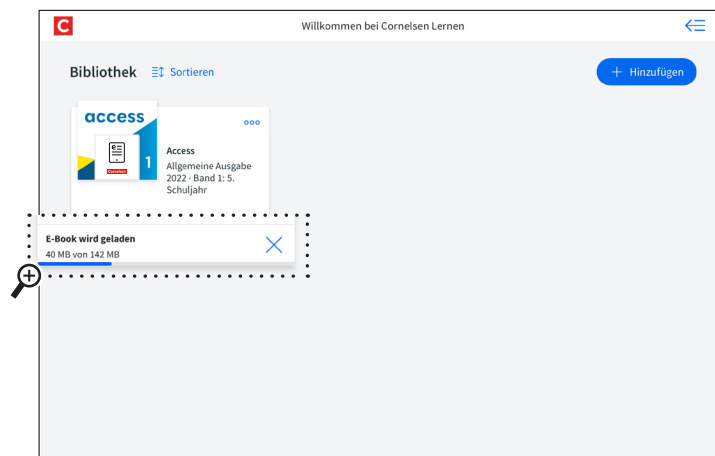 C
Willkommen bei Cornelsen Lernen
Bibliothek
Sortieren
+ Hinzufügen
access
e
Cornelsen
1
Access
Allgemeine Ausgabe
2022 · Band 1: 5.
Schuljahr
E-Book wird geladen
40 MB von 142 MB